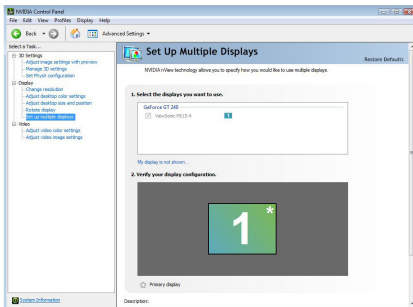 NVIDIA Control Panel
File Edit View Profiles Display Help
Back Advanced Settings
Select a Task...
3D Settings
Adjust image settings with preview
Manage 3D settings
Set PhysX configuration
Display
Change resolution
Adjust desktop color settings
Adjust desktop size and position
Rotate display
Set up multiple displays
Video
Adjust video color settings
Adjust video image settings
System Information
Set Up Multiple Displays
Restore Defaults
NVIDIA nView technology allows you to specify how you would like to use multiple displays.
1. Select the displays you want to use.
GeForce GT 240
ViewSonic 1
My display is not shown...
2. Verify your display configuration.
1 *
Primary display
Description: